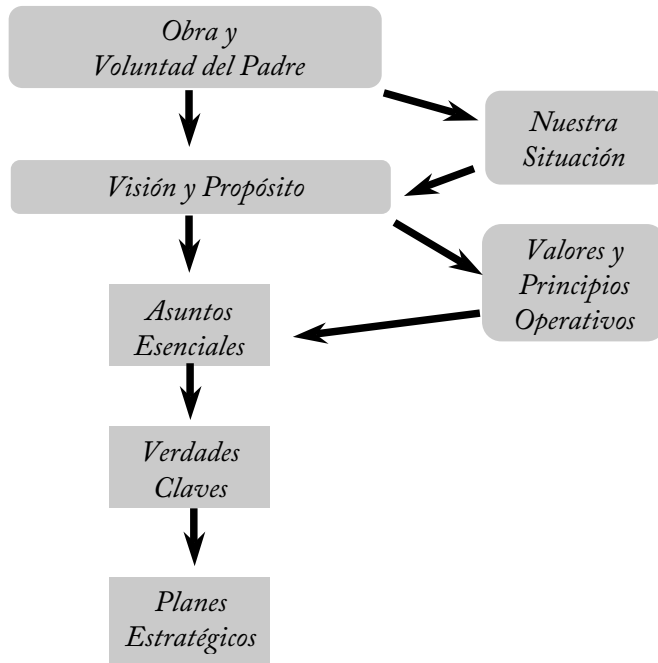 Obra y
Voluntad del Padre
Nuestra
Situación
Visión y Propósito
Valores y
Principios
Operativos
Asuntos
Esenciales
Verdades
Claves
Planes
Estratégicos